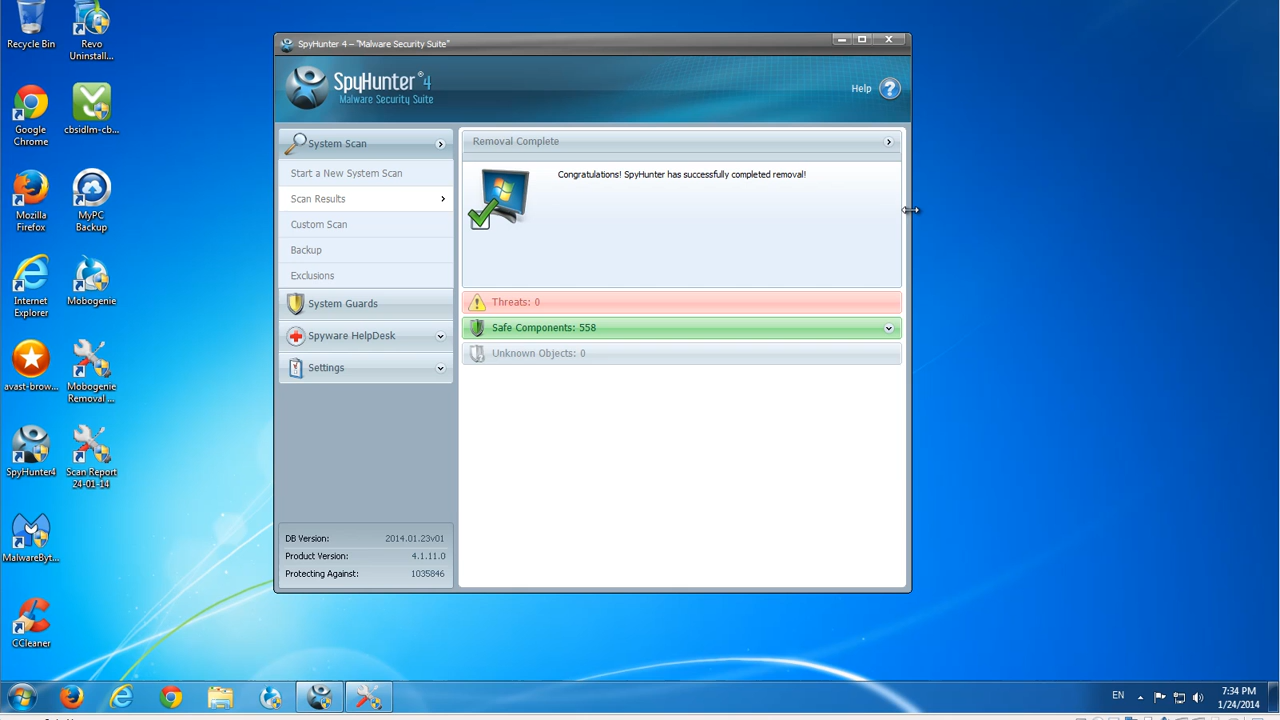 Recycle Bin
Revo
Uninstall...
Google
Chrome
cbsidlm-cb...
Mozilla
Firefox
MyPC
Backup
Internet
Explorer
Mobogenie
avast-brow...
Mobogenie
Removal ...
SpyHunter4
Scan Report
24-01-14
MalwareByt...
CCleaner
SpyHunter 4 – "Malware Security Suite"
SpyHunter® 4
Malware Security Suite
Help
?
System Scan
Start a New System Scan
Scan Results
Custom Scan
Backup
Exclusions
System Guards
Spyware HelpDesk
Settings
DB Version: 2014.01.23v01
Product Version: 4.1.11.0
Protecting Against: 1035846
Removal Complete
Congratulations! SpyHunter has successfully completed removal!
Threats: 0
Safe Components: 558
Unknown Objects: 0
EN
7:34 PM
1/24/2014